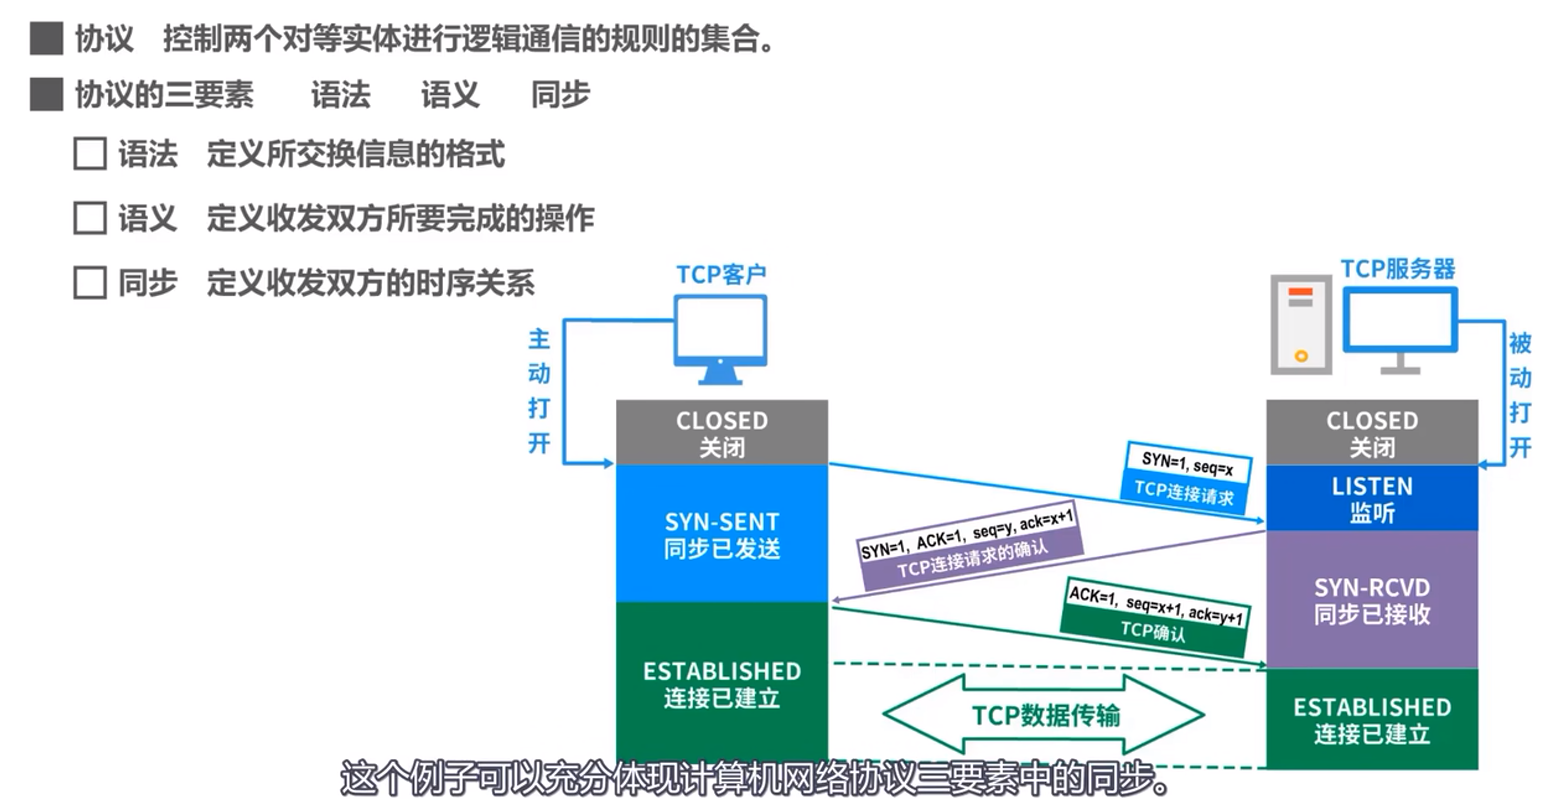 协议 控制两个对等实体进行逻辑通信的规则的集合。
协议的三要素 语法 语义 同步
语法 定义所交换信息的格式
语义 定义收发双方所要完成的操作
同步 定义收发双方的时序关系
TCP客户
TCP服务器
主动打开
被动打开
CLOSED
关闭
CLOSED
关闭
SYN=1, seq=x
TCP连接请求
LISTEN
监听
SYN-SENT
同步已发送
SYN=1, ACK=1, seq=y, ack=x+1
TCP连接请求的确认
SYN-RCVD
同步已接收
ACK=1, seq=x+1, ack=y+1
TCP确认
ESTABLISHED
连接已建立
TCP数据传输
ESTABLISHED
连接已建立
这个例子可以充分体现计算机网络协议三要素中的同步。